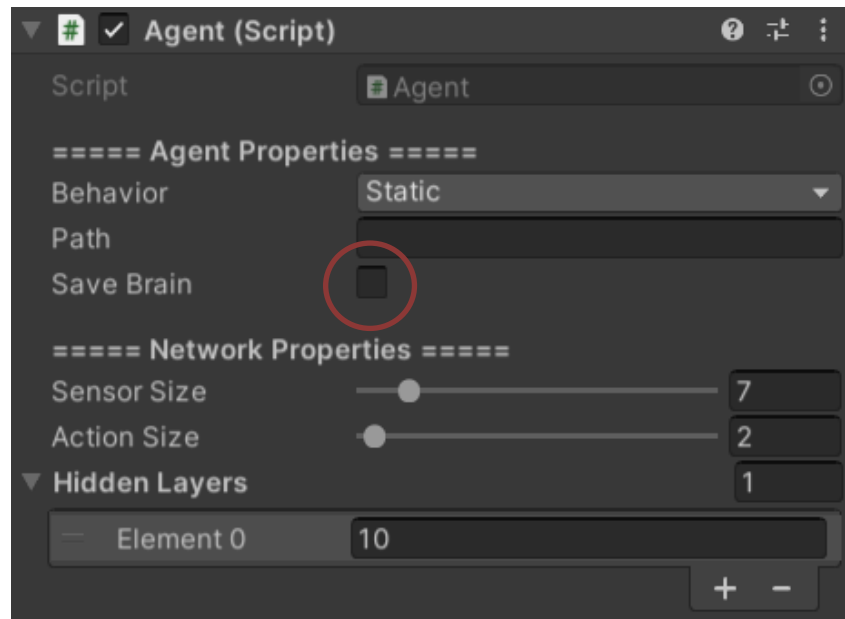 # Agent (Script)
Script # Agent
===== Agent Properties =====
Behavior Static
Path
Save Brain
===== Network Properties =====
Sensor Size 7
Action Size 2
Hidden Layers 1
Element 0 10
+ -